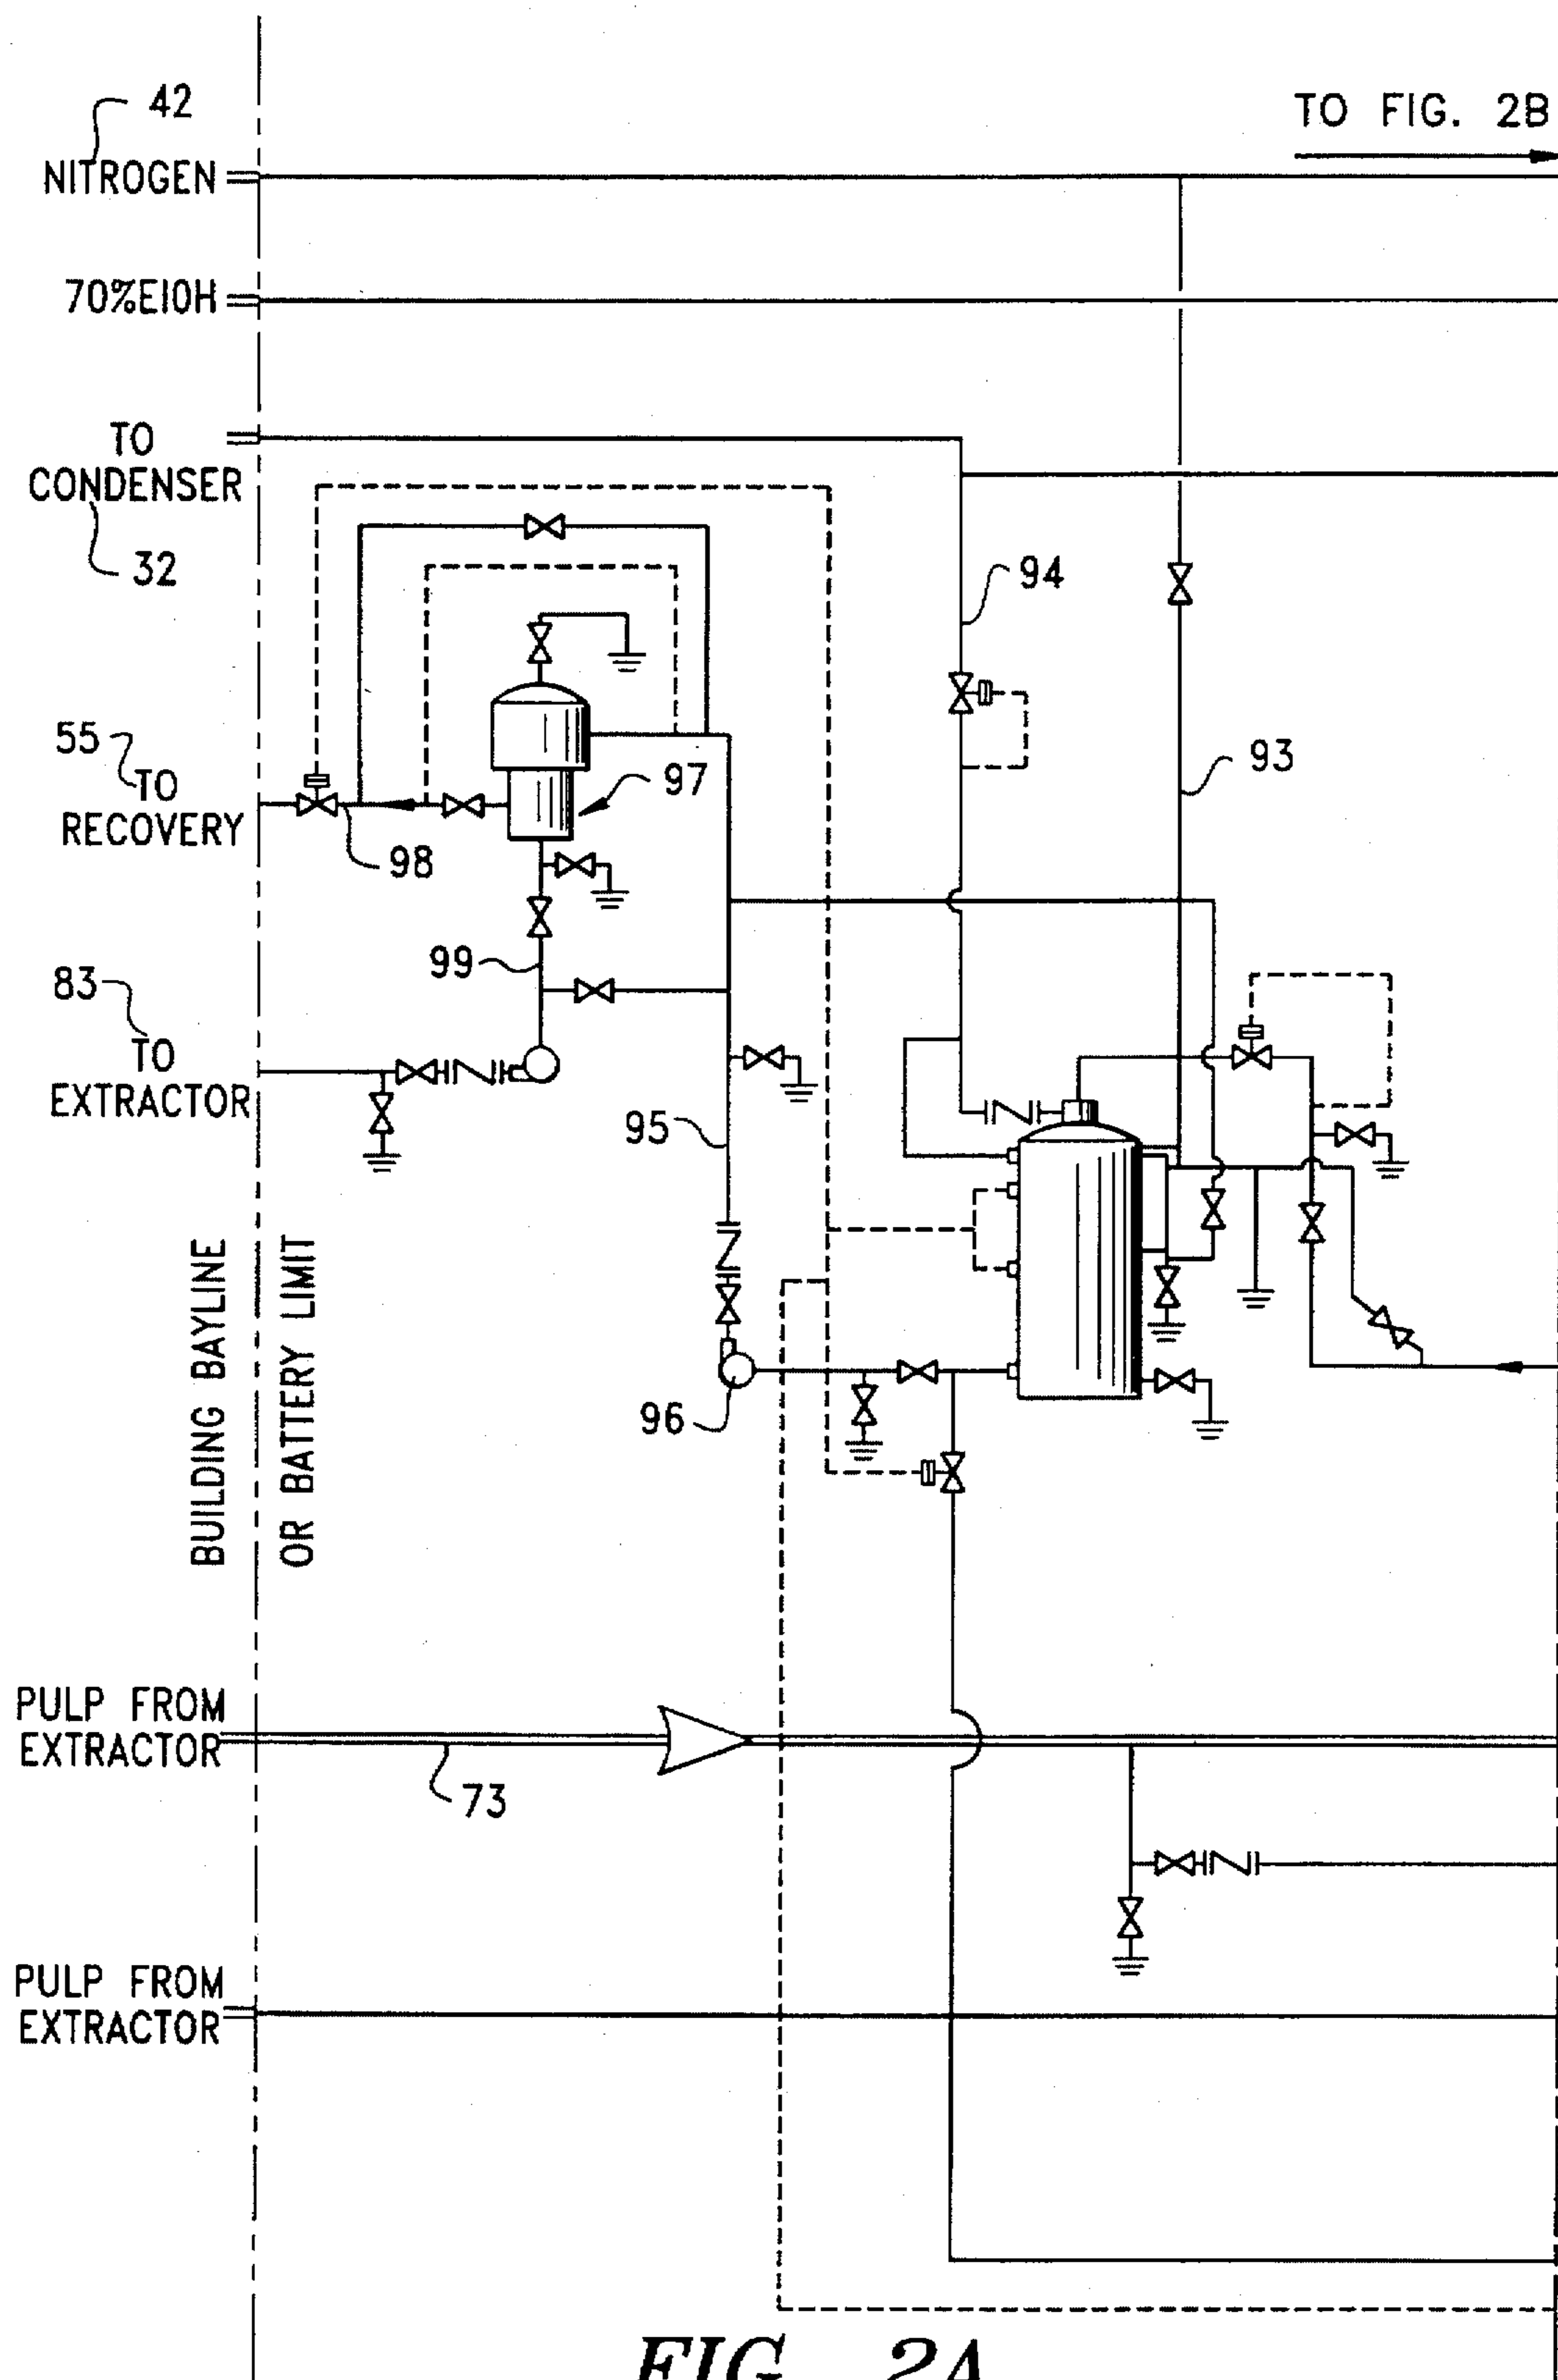 42
TO FIG. 2B
NITROGEN
70%EIOH
TO
CONDENSER
32
94
55
TO
RECOVERY
97
93
98
99
83
TO
EXTRACTOR
95
96
BUILDING BAYLINE
OR BATTERY LIMIT
PULP FROM
EXTRACTOR
73
PULP FROM
EXTRACTOR
FIG. 2A